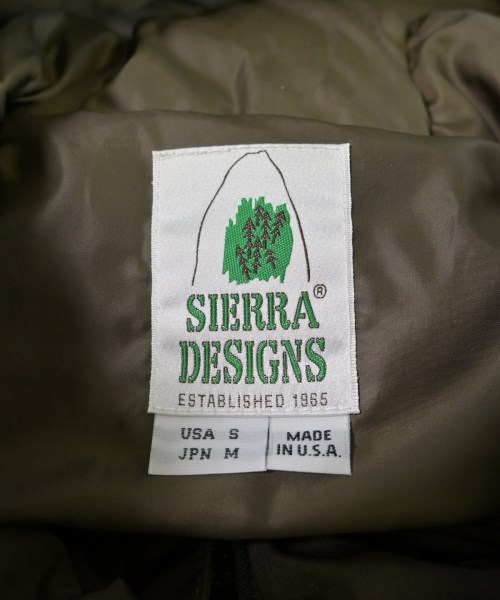 SIERRA®
DESIGNS
ESTABLISHED 1965
USA S
JPN M
MADE
IN U.S.A.